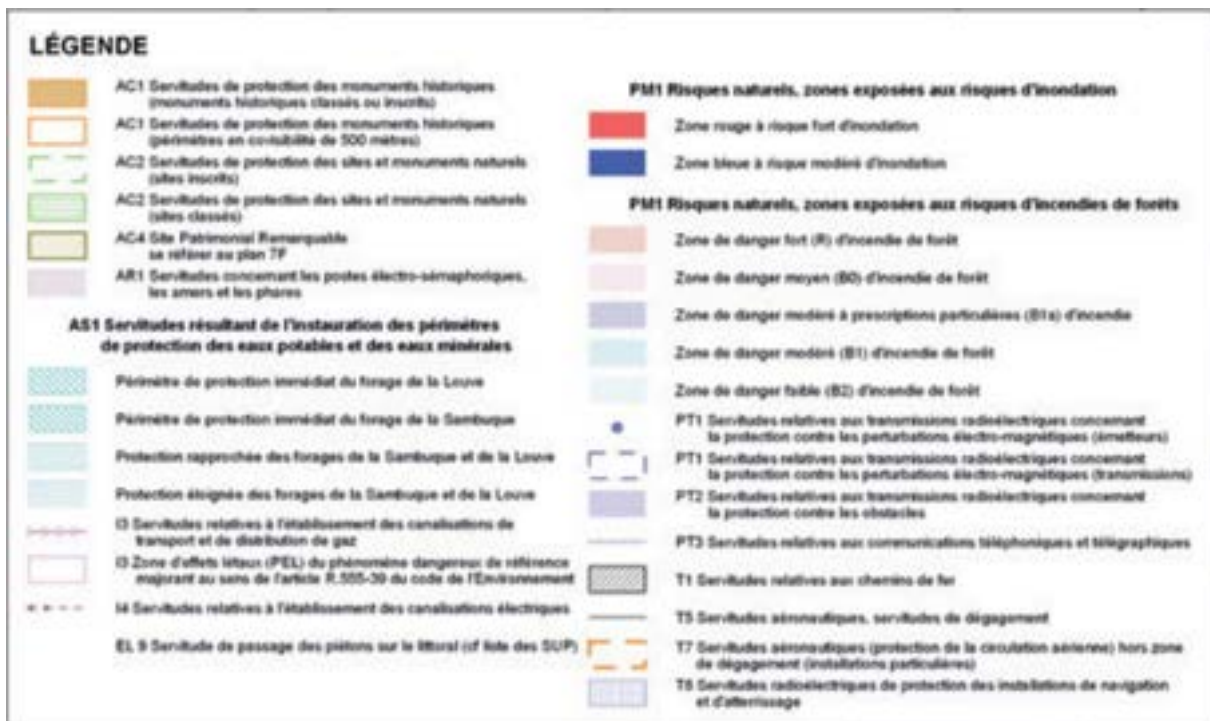 LÉGENDE
AC1 Servitudes de protection des monuments historiques
(monuments historiques classés ou inscrits)
AC1 Servitudes de protection des monuments historiques
(périmètres en covisibilité de 500 mètres)
AC2 Servitudes de protection des sites et monuments naturels
(sites inscrits)
AC2 Servitudes de protection des sites et monuments naturels
(sites classés)
AC4 Site Patrimonial Remarquable
se référer au plan 7F
AR1 Servitudes concernant les postes électro-sémaphoriques,
les amers et les phares
AS1 Servitudes résultant de l'instauration des périmètres
de protection des eaux potables et des eaux minérales
Périmètre de protection immédiat du forage de la Louve
Périmètre de protection immédiat du forage de la Sambuque
Protection rapprochée des forages de la Sambuque et de la Louve
Protection éloignée des forages de la Sambuque et de la Louve
I3 Servitudes relatives à l'établissement des canalisations de
transport et de distribution de gaz
I3 Zone d'effets létaux (PEL) du phénomène dangereux de référence
majorant au sens de l'article R.555-39 du code de l'Environnement
I4 Servitudes relatives à l'établissement des canalisations électriques
EL 9 Servitude de passage des piétons sur le littoral (cf liste des SUP)
PM1 Risques naturels, zones exposées aux risques d'inondation
Zone rouge à risque fort d'inondation
Zone bleue à risque modéré d'inondation
PM1 Risques naturels, zones exposées aux risques d'incendies de forêts
Zone de danger fort (R) d'incendie de forêt
Zone de danger moyen (B0) d'incendie de forêt
Zone de danger modéré à prescriptions particulières (B1a) d'incendie
Zone de danger modéré (B1) d'incendie de forêt
Zone de danger faible (B2) d'incendie de forêt
PT1 Servitudes relatives aux transmissions radioélectriques concernant
la protection contre les perturbations électro-magnétiques (émetteurs)
PT1 Servitudes relatives aux transmissions radioélectriques concernant
la protection contre les perturbations électro-magnétiques (transmissions)
PT2 Servitudes relatives aux transmissions radioélectriques concernant
la protection contre les obstacles
PT3 Servitudes relatives aux communications téléphoniques et télégraphiques
T1 Servitudes relatives aux chemins de fer
T5 Servitudes aéronautiques, servitudes de dégagement
T7 Servitudes aéronautiques (protection de la circulation aérienne) hors zone
de dégagement (installations particulières)
T8 Servitudes radioélectriques de protection des installations de navigation
et d'atterrissage